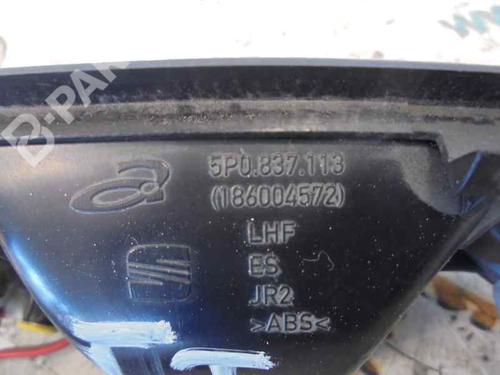 5P0.837.113
(186004572)
LHF
ES
JR2
>ABS<
B-PARTS